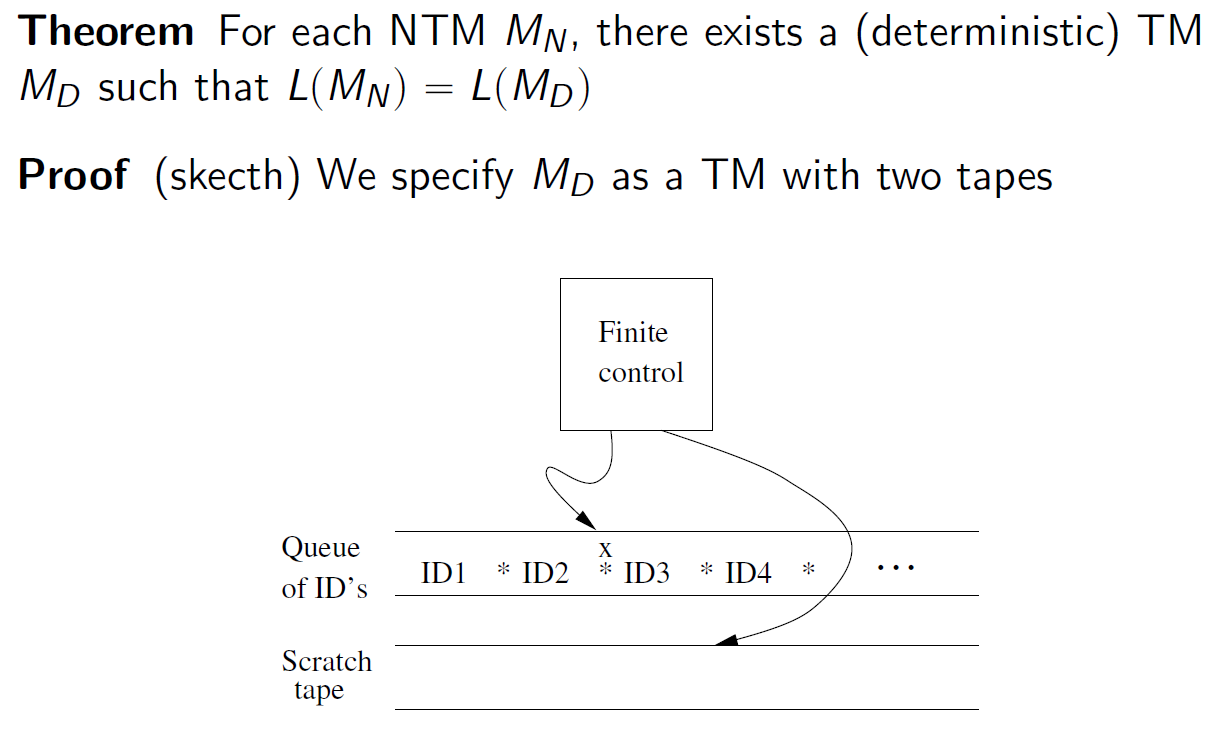 Theorem For each NTM M_N, there exists a (deterministic) TM
M_D such that L(M_N) = L(M_D)
Proof (skecth) We specify M_D as a TM with two tapes
Finite
control
Queue
of ID's
x
ID1 * ID2 * ID3 * ID4 * ···
Scratch
tape